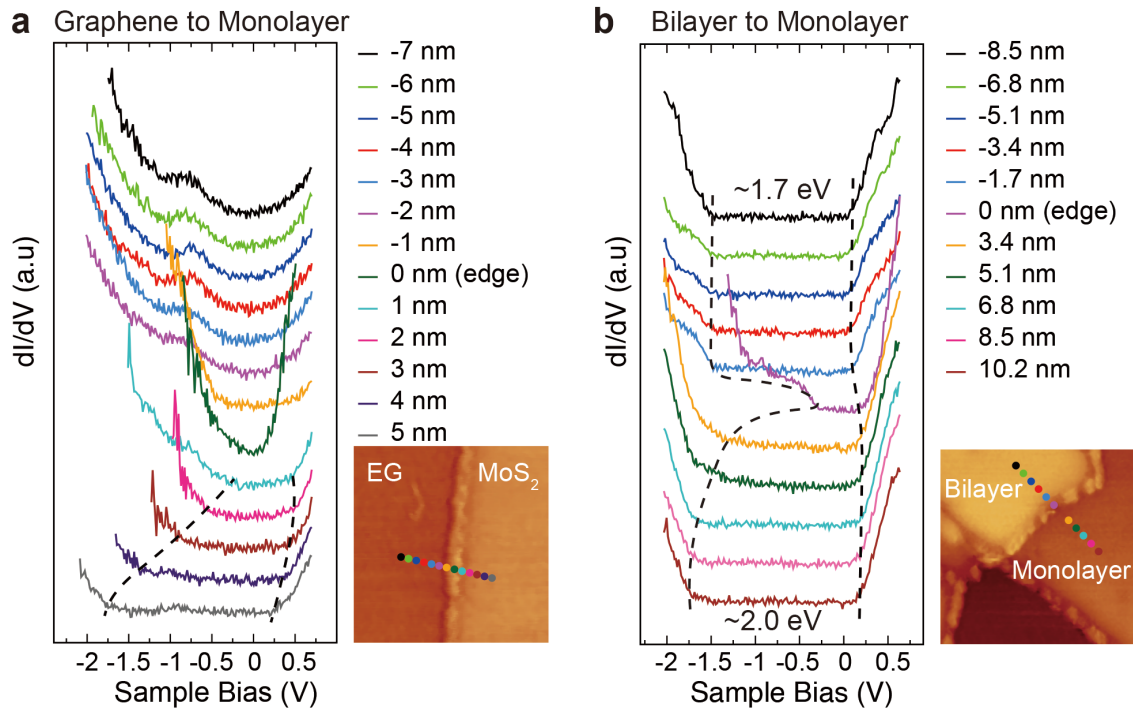 a Graphene to Monolayer
-7 nm
-6 nm
-5 nm
-4 nm
-3 nm
-2 nm
-1 nm
0 nm (edge)
1 nm
2 nm
3 nm
4 nm
5 nm
dI/dV (a.u)
-2 -1.5 -1 -0.5 0 0.5
Sample Bias (V)
EG MoS₂
b Bilayer to Monolayer
-8.5 nm
-6.8 nm
-5.1 nm
-3.4 nm
-1.7 nm
0 nm (edge)
3.4 nm
5.1 nm
6.8 nm
8.5 nm
10.2 nm
~1.7 eV
dI/dV (a.u)
~2.0 eV
-2 -1.5 -1 -0.5 0 0.5
Sample Bias (V)
Bilayer
Monolayer